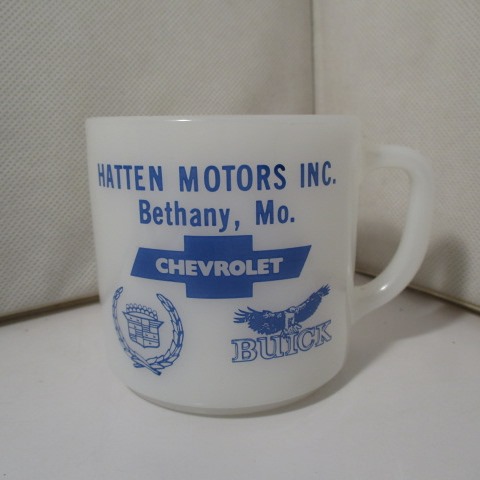 HATTEN MOTORS INC.
Bethany, Mo.
CHEVROLET
BUICK